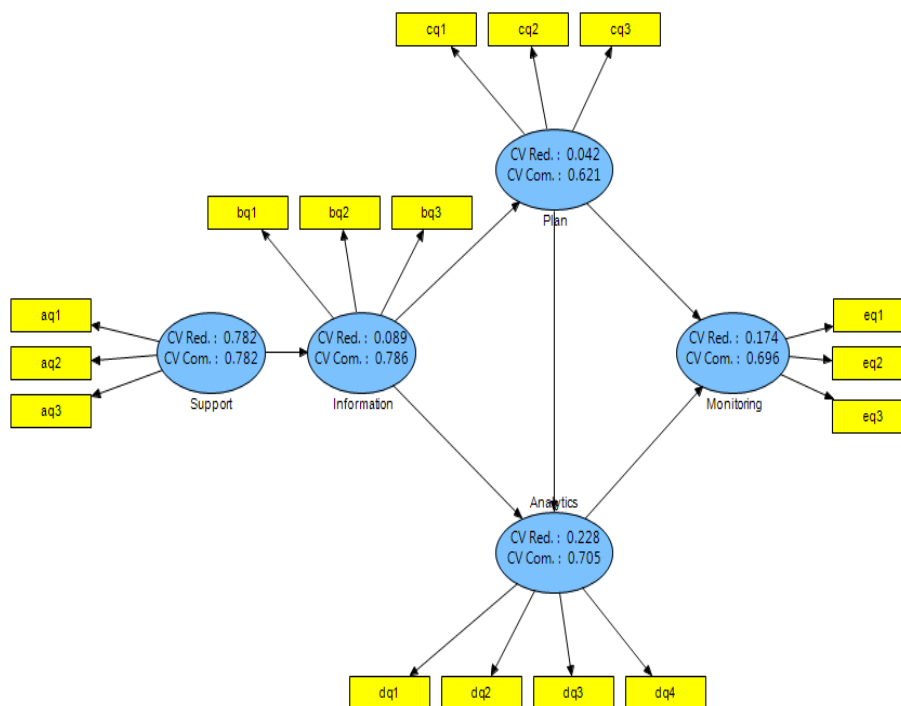 cq1
cq2
cq3
CV Red. : 0.042
CV Com. : 0.621
Plan
bq1
bq2
bq3
aq1
aq2
aq3
CV Red. : 0.782
CV Com. : 0.782
Support
CV Red. : 0.089
CV Com. : 0.786
Information
CV Red. : 0.174
CV Com. : 0.696
Monitoring
eq1
eq2
eq3
Analytics
CV Red. : 0.228
CV Com. : 0.705
dq1
dq2
dq3
dq4